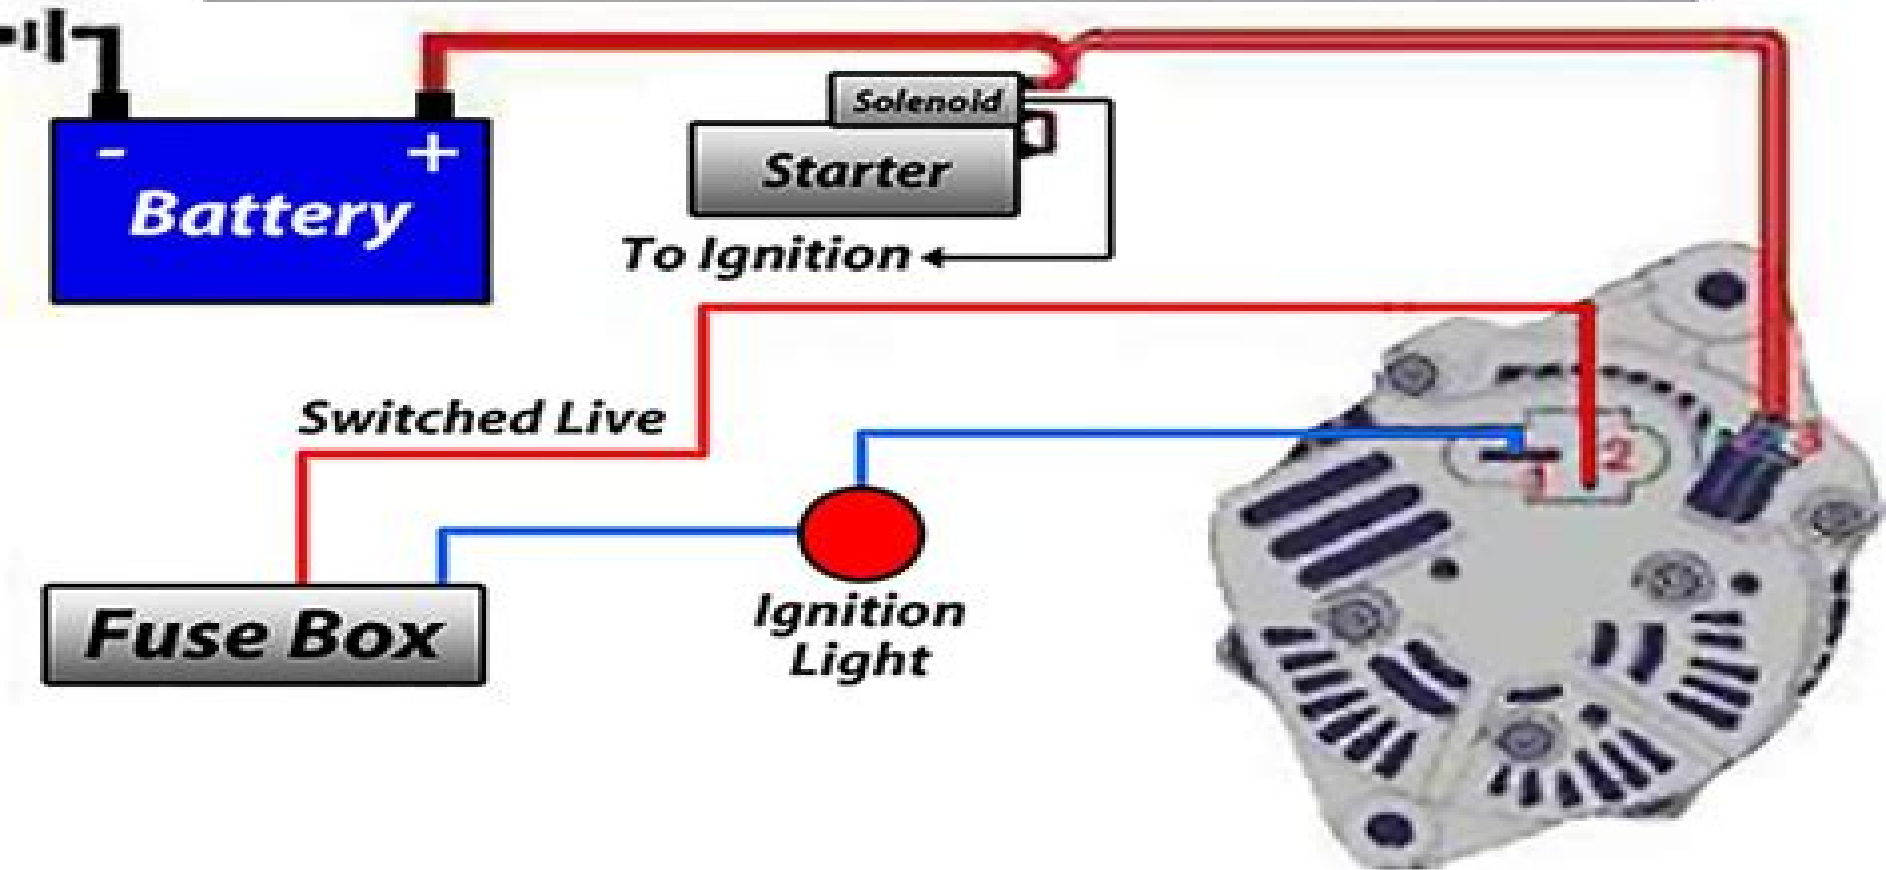 Solenoid
- +
Battery
Starter
To Ignition
Switched Live
1 2 3
Fuse Box
Ignition
Light